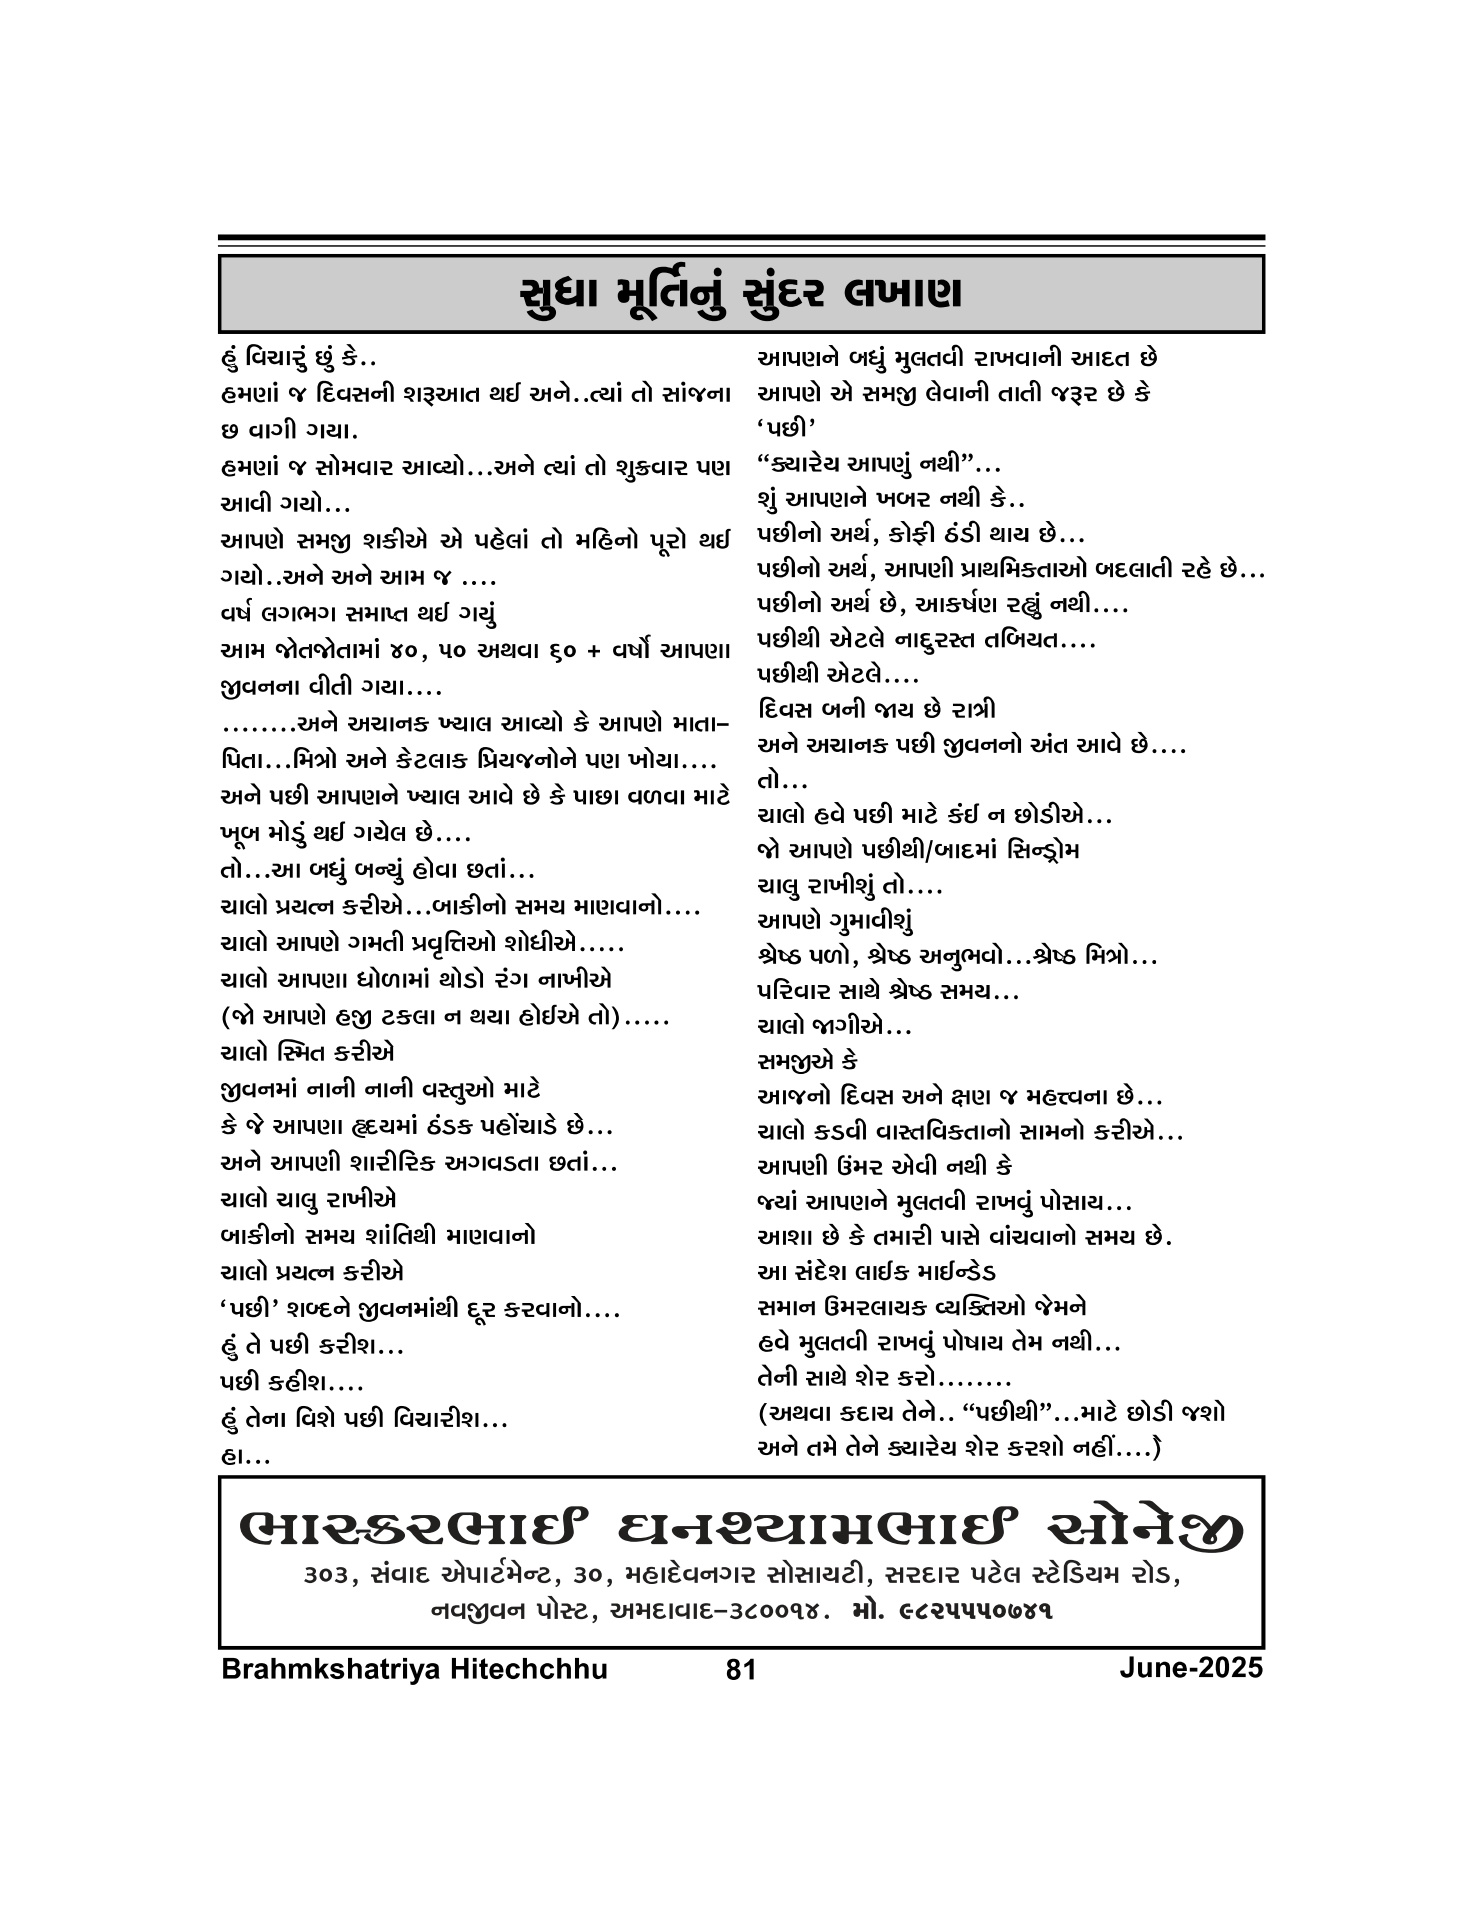 સુધા મૂર્તિનું સુંદર લખાણ
હું વિચારું છું કે..
હમણાં જ દિવસની શરૂઆત થઈ અને..ત્યાં તો સાંજના
છ વાગી ગયા.
હમણાં જ સોમવાર આવ્યો...અને ત્યાં તો શુક્રવાર પણ
આવી ગયો...
આપણે સમજી શકીએ એ પહેલાં તો મહિનો પૂરો થઈ
ગયો..અને અને આમ જ ....
વર્ષ લગભગ સમાપ્ત થઈ ગયું
આમ જોતજોતામાં ૪૦, ૫૦ અથવા ૬૦ + વર્ષો આપણા
જીવનના વીતી ગયા....
........અને અચાનક ખ્યાલ આવ્યો કે આપણે માતા–
પિતા...મિત્રો અને કેટલાક પ્રિયજનોને પણ ખોયા....
અને પછી આપણને ખ્યાલ આવે છે કે પાછા વળવા માટે
ખૂબ મોડું થઈ ગયેલ છે....
તો...આ બધું બન્યું હોવા છતાં...
ચાલો પ્રયત્ન કરીએ...બાકીનો સમય માણવાનો....
ચાલો આપણે ગમતી પ્રવૃત્તિઓ શોધીએ.....
ચાલો આપણા ધોળામાં થોડો રંગ નાખીએ
(જો આપણે હજી ટકલા ન થયા હોઈએ તો).....
ચાલો સ્મિત કરીએ
જીવનમાં નાની નાની વસ્તુઓ માટે
કે જે આપણા હૃદયમાં ઠંડક પહોંચાડે છે...
અને આપણી શારીરિક અગવડતા છતાં...
ચાલો ચાલુ રાખીએ
બાકીનો સમય શાંતિથી માણવાનો
ચાલો પ્રયત્ન કરીએ
‘પછી’ શબ્દને જીવનમાંથી દૂર કરવાનો....
હું તે પછી કરીશ...
પછી કહીશ....
હું તેના વિશે પછી વિચારીશ...
હા...
આપણને બધું મુલતવી રાખવાની આદત છે
આપણે એ સમજી લેવાની તાતી જરૂર છે કે
‘પછી’
“ક્યારેય આપણું નથી”...
શું આપણને ખબર નથી કે..
પછીનો અર્થ, કોફી ઠંડી થાય છે...
પછીનો અર્થ, આપણી પ્રાથમિક્તાઓ બદલાતી રહે છે...
પછીનો અર્થ છે, આકર્ષણ રહ્યું નથી....
પછીથી એટલે નાદુરસ્ત તબિયત....
પછીથી એટલે....
દિવસ બની જાય છે રાત્રી
અને અચાનક પછી જીવનનો અંત આવે છે....
તો...
ચાલો હવે પછી માટે કંઈ ન છોડીએ...
જો આપણે પછીથી/બાદમાં સિન્ડ્રોમ
ચાલુ રાખીશું તો....
આપણે ગુમાવીશું
શ્રેષ્ઠ પળો, શ્રેષ્ઠ અનુભવો...શ્રેષ્ઠ મિત્રો...
પરિવાર સાથે શ્રેષ્ઠ સમય...
ચાલો જાગીએ...
સમજીએ કે
આજનો દિવસ અને ક્ષણ જ મહત્ત્વના છે...
ચાલો કડવી વાસ્તવિક્તાનો સામનો કરીએ...
આપણી ઉંમર એવી નથી કે
જ્યાં આપણને મુલતવી રાખવું પોસાય...
આશા છે કે તમારી પાસે વાંચવાનો સમય છે.
આ સંદેશ લાઈક માઈન્ડેડ
સમાન ઉમરલાયક વ્યક્તિઓ જેમને
હવે મુલતવી રાખવું પોષાય તેમ નથી...
તેની સાથે શેર કરો........
(અથવા કદાચ તેને.. “પછીથી”...માટે છોડી જશો
અને તમે તેને ક્યારેય શેર કરશો નહીં....)ે
ભાસ્કરભાઈ ઘનશ્યામભાઈ સોનેજી
૩૦૩, સંવાદ એપાર્ટમેન્ટ, ૩૦, મહાદેવનગર સોસાયટી, સરદાર પટેલ સ્ટેડિયમ રોડ,
નવજીવન પોસ્ટ, અમદાવાદ–૩૮૦૦૧૪. મો. ૯૮૨૫૫૫૦૭૪૧
Brahmkshatriya Hitechchhu 81 June-2025